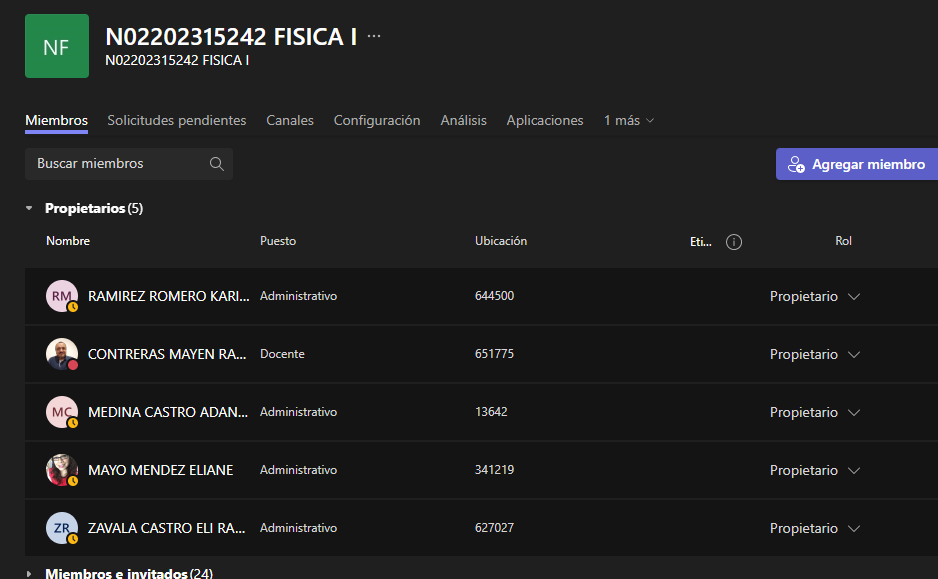 NF
N02202315242 FISICA I ...
N02202315242 FISICA I
Miembros Solicitudes pendientes Canales Configuración Análisis Aplicaciones 1 más
Buscar miembros
Agregar miembro
Propietarios (5)
Nombre Puesto Ubicación Eti... Rol
RM RAMIREZ ROMERO KARI... Administrativo 644500 Propietario
CONTRERAS MAYEN RA... Docente 651775 Propietario
MC MEDINA CASTRO ADAN... Administrativo 13642 Propietario
MAYO MENDEZ ELIANE Administrativo 341219 Propietario
ZR ZAVALA CASTRO ELI RA... Administrativo 627027 Propietario
Miembros e invitados (24)